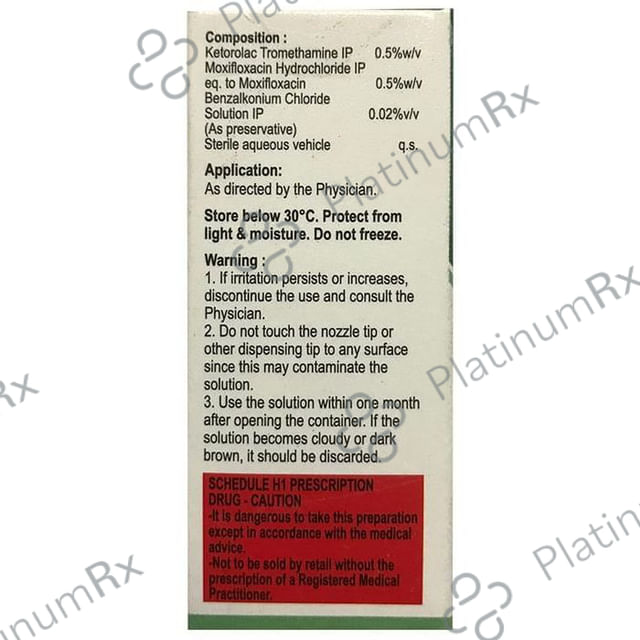 Composition :
Ketorolac Tromethamine IP 0.5%w/v
Moxifloxacin Hydrochloride IP
eq. to Moxifloxacin 0.5%w/v
Benzalkonium Chloride
Solution IP 0.02%v/v
(As preservative)
Sterile aqueous vehicle q.s.
Application:
As directed by the Physician.
Store below 30°C. Protect from
light & moisture. Do not freeze.
Warning :
1. If irritation persists or increases,
discontinue the use and consult the
Physician.
2. Do not touch the nozzle tip or
other dispensing tip to any surface
since this may contaminate the
solution.
3. Use the solution within one month
after opening the container. If the
solution becomes cloudy or dark
brown, it should be discarded.
SCHEDULE H1 PRESCRIPTION
DRUG - CAUTION
-It is dangerous to take this preparation
except in accordance with the medical
advice.
-Not to be sold by retail without the
prescription of a Registered Medical
Practitioner.
PlatinumRx
PlatinumRx
PlatinumRx
PlatinumRx